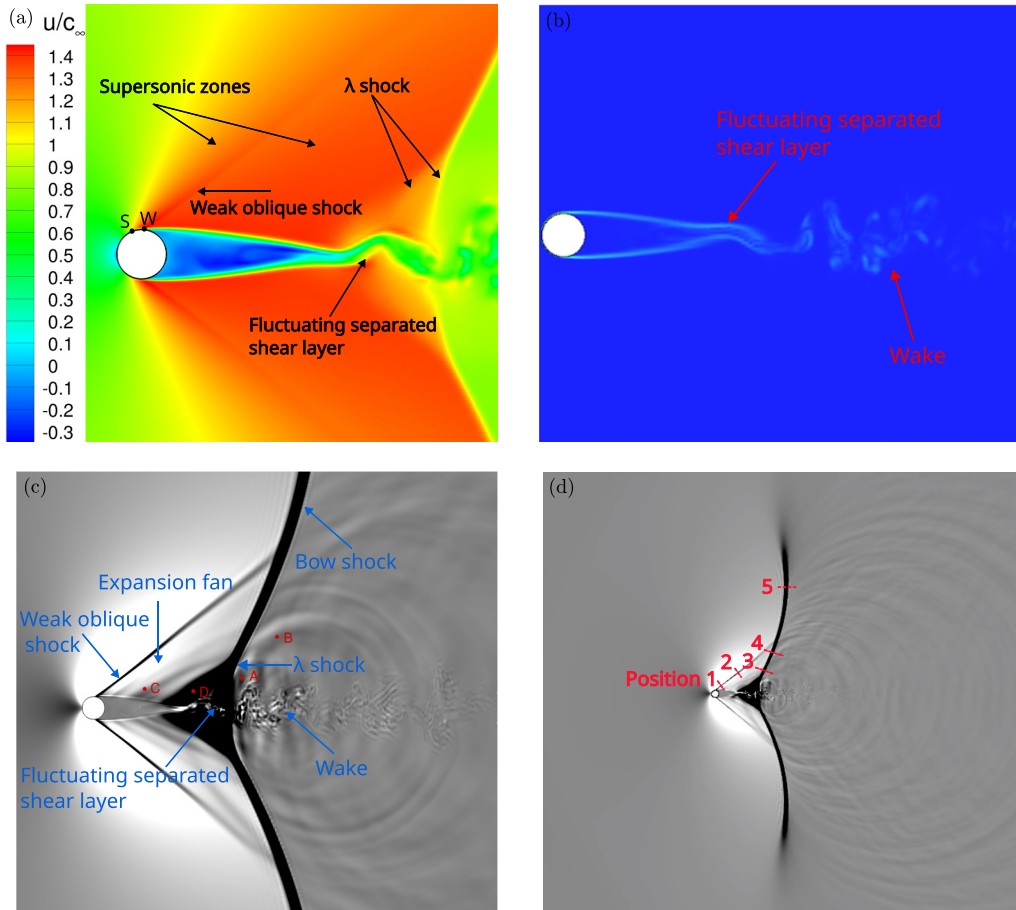 (a) u/c∞
1.4
1.3
1.2
1.1
1
0.9
0.8
0.7
0.6
0.5
0.4
0.3
0.2
0.1
0
-0.1
-0.2
-0.3
Supersonic zones
λ shock
Weak oblique shock
S W
Fluctuating separated
shear layer
(b)
Fluctuating separated
shear layer
Wake
(c)
Bow shock
Expansion fan
Weak oblique
shock
B
λ shock
A
C
D
Wake
Fluctuating separated
shear layer
(d)
5
4
2 3
Position 1